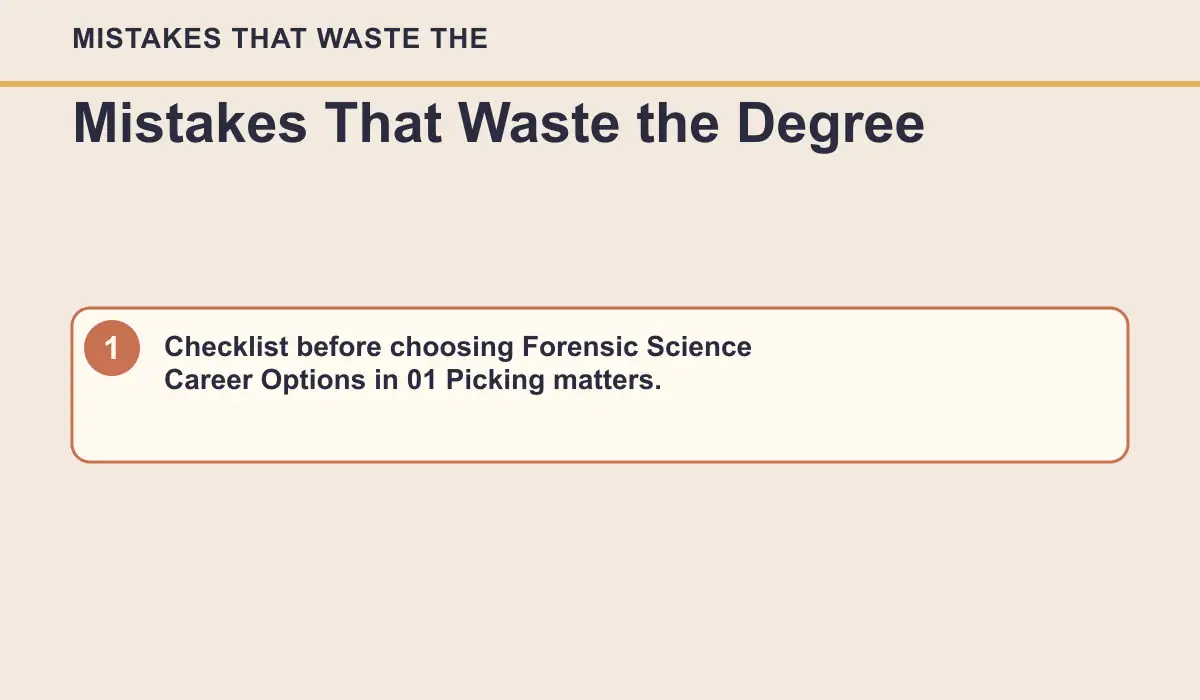 MISTAKES THAT WASTE THE
Mistakes That Waste the Degree
1
Checklist before choosing Forensic Science
Career Options in 01 Picking matters.